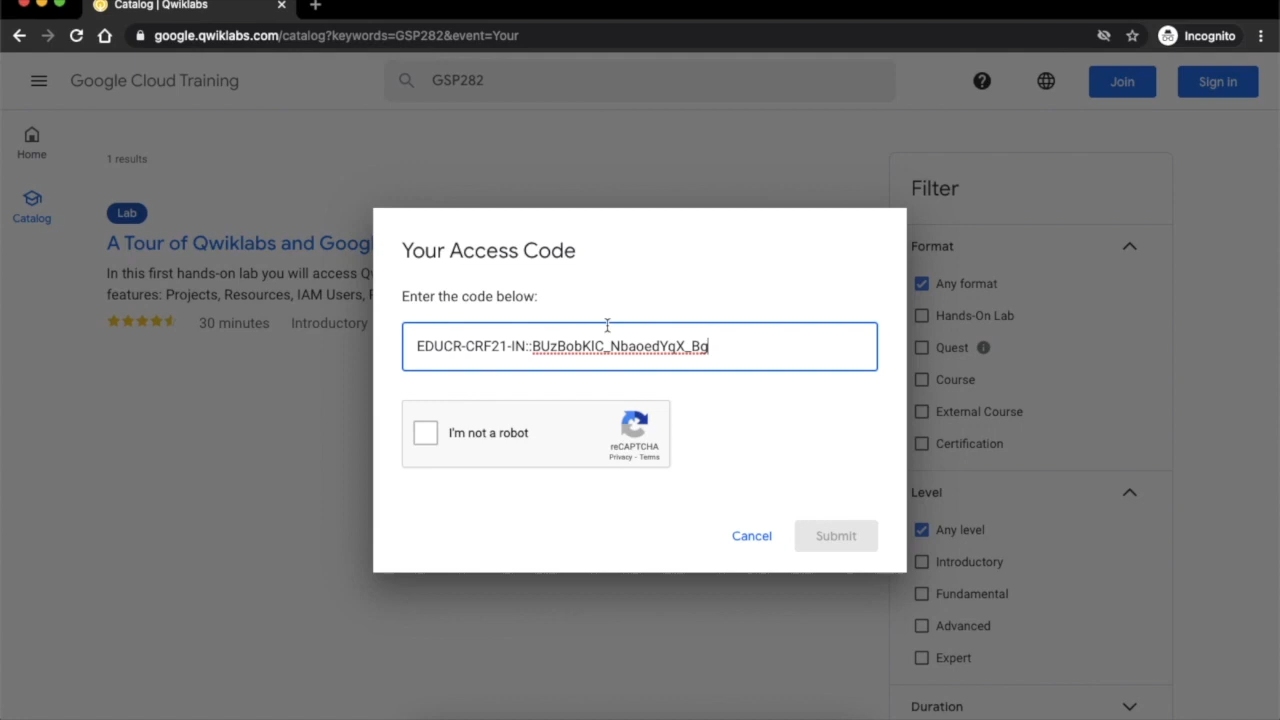 Catalog | Qwiklabs
google.qwiklabs.com/catalog?keywords=GSP282&event=Your
Incognito
Google Cloud Training
GSP282
Join
Sign in
Home
Catalog
1 results
Lab
A Tour of Qwiklabs and Goog
In this first hands-on lab you will access Q
features: Projects, Resources, IAM Users,
30 minutes
Introductory
Your Access Code
Enter the code below:
EDUCR-CRF21-IN::BUzBobKlC_NbaoedYqX_Bg
I'm not a robot
reCAPTCHA
Privacy - Terms
Cancel
Submit
Filter
Format
Any format
Hands-On Lab
Quest
Course
External Course
Certification
Level
Any level
Introductory
Fundamental
Advanced
Expert
Duration